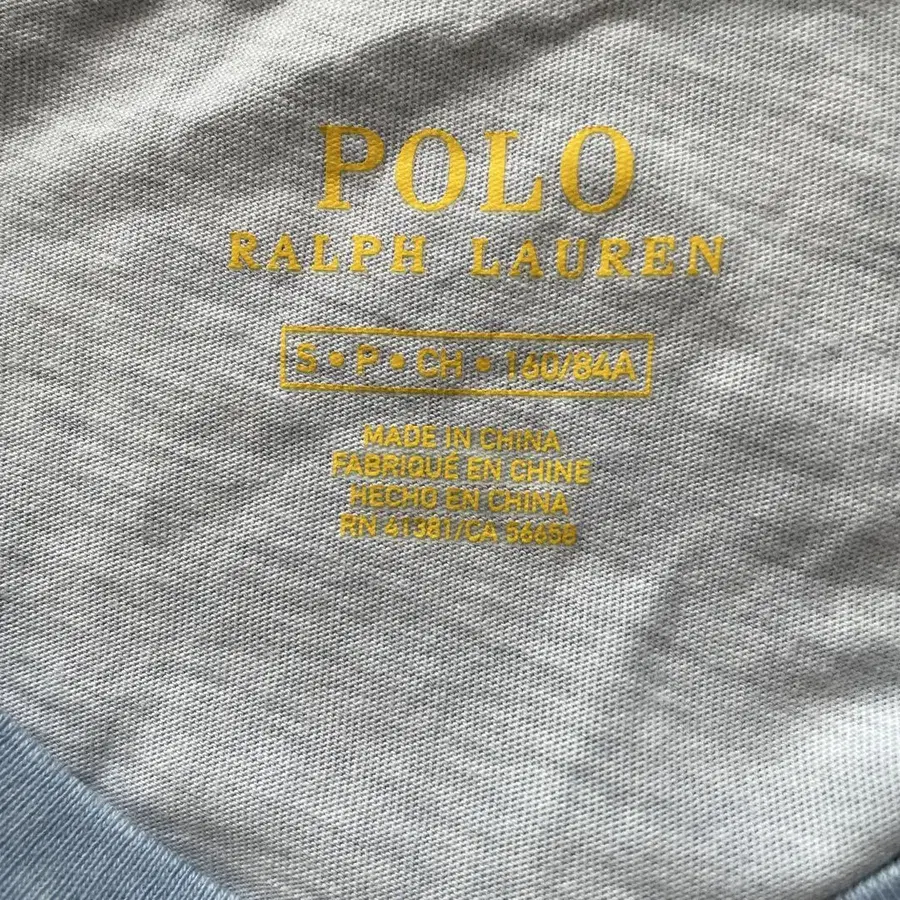 POLO
RALPH LAUREN
S • P • CH • 160/84A
MADE IN CHINA
FABRIQUÉ EN CHINE
HECHO EN CHINA
RN 41381/CA 56658